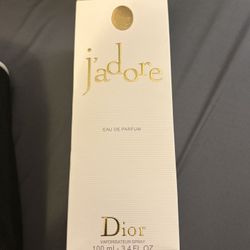 j'adore
EAU DE PARFUM
Dior
VAPORISATEUR·SPRAY
100 ml - 3.4 FL. OZ